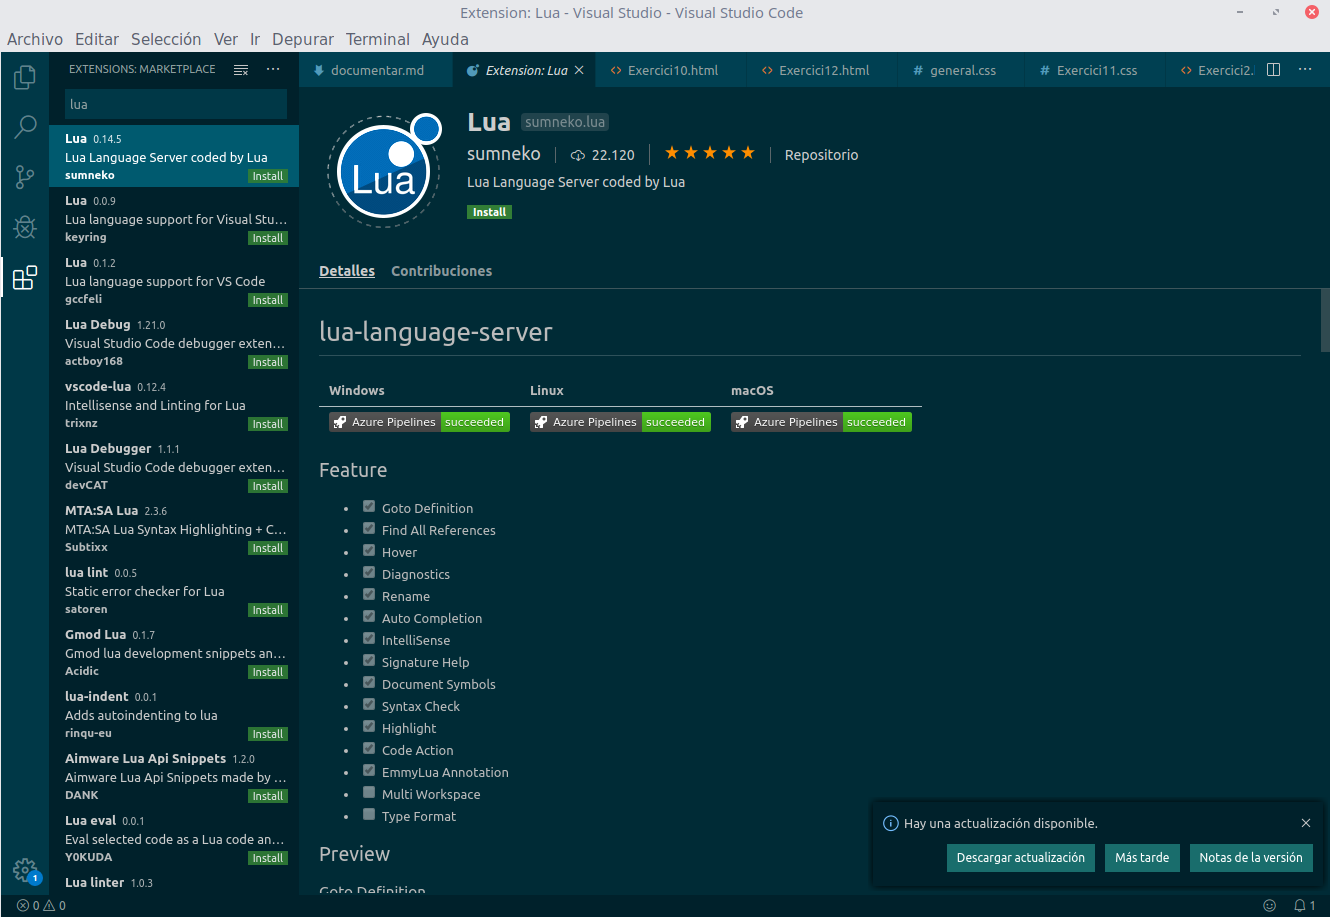 Extension: Lua - Visual Studio - Visual Studio Code
Archivo Editar Selección Ver Ir Depurar Terminal Ayuda
EXTENSIONS: MARKETPLACE
lua
Lua 0.14.5
Lua Language Server coded by Lua
sumneko Install
Lua 0.0.9
Lua language support for Visual Stu...
keyring Install
Lua 0.1.2
Lua language support for VS Code
gccfeli Install
Lua Debug 1.21.0
Visual Studio Code debugger exten...
actboy168 Install
vscode-lua 0.12.4
Intellisense and Linting for Lua
trixnz Install
Lua Debugger 1.1.1
Visual Studio Code debugger exten...
devCAT Install
MTA:SA Lua 2.3.6
MTA:SA Lua Syntax Highlighting + C...
Subtixx Install
lua lint 0.0.5
Static error checker for Lua
satoren Install
Gmod Lua 0.1.7
Gmod lua development snippets an...
Acidic Install
lua-indent 0.0.1
Adds autoindenting to lua
rinqu-eu Install
Aimware Lua Api Snippets 1.2.0
Aimware Lua Api Snippets made by ...
DANK Install
Lua eval 0.0.1
Eval selected code as a Lua code an...
Y0KUDA Install
Lua linter 1.0.3
documentar.md Extension: Lua Exercici10.html Exercici12.html general.css Exercici11.css Exercici2.
Lua
Lua sumneko.lua
sumneko 22.120 Repositorio
Lua Language Server coded by Lua
Install
Detalles Contribuciones
lua-language-server
Windows Linux macOS
Azure Pipelines succeeded Azure Pipelines succeeded Azure Pipelines succeeded
Feature
Goto Definition
Find All References
Hover
Diagnostics
Rename
Auto Completion
IntelliSense
Signature Help
Document Symbols
Syntax Check
Highlight
Code Action
EmmyLua Annotation
Multi Workspace
Type Format
Preview
Goto Definition
Hay una actualización disponible.
Descargar actualización Más tarde Notas de la versión
1
0 0 1